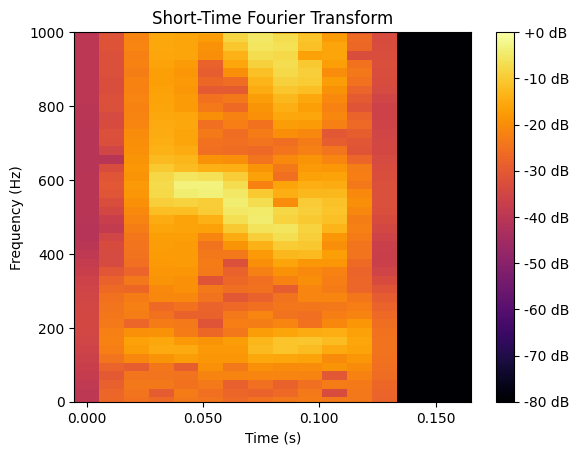 Short-Time Fourier Transform
1000
800
600
400
200
0
Frequency (Hz)
0.000
0.050
0.100
0.150
Time (s)
+0 dB
-10 dB
-20 dB
-30 dB
-40 dB
-50 dB
-60 dB
-70 dB
-80 dB